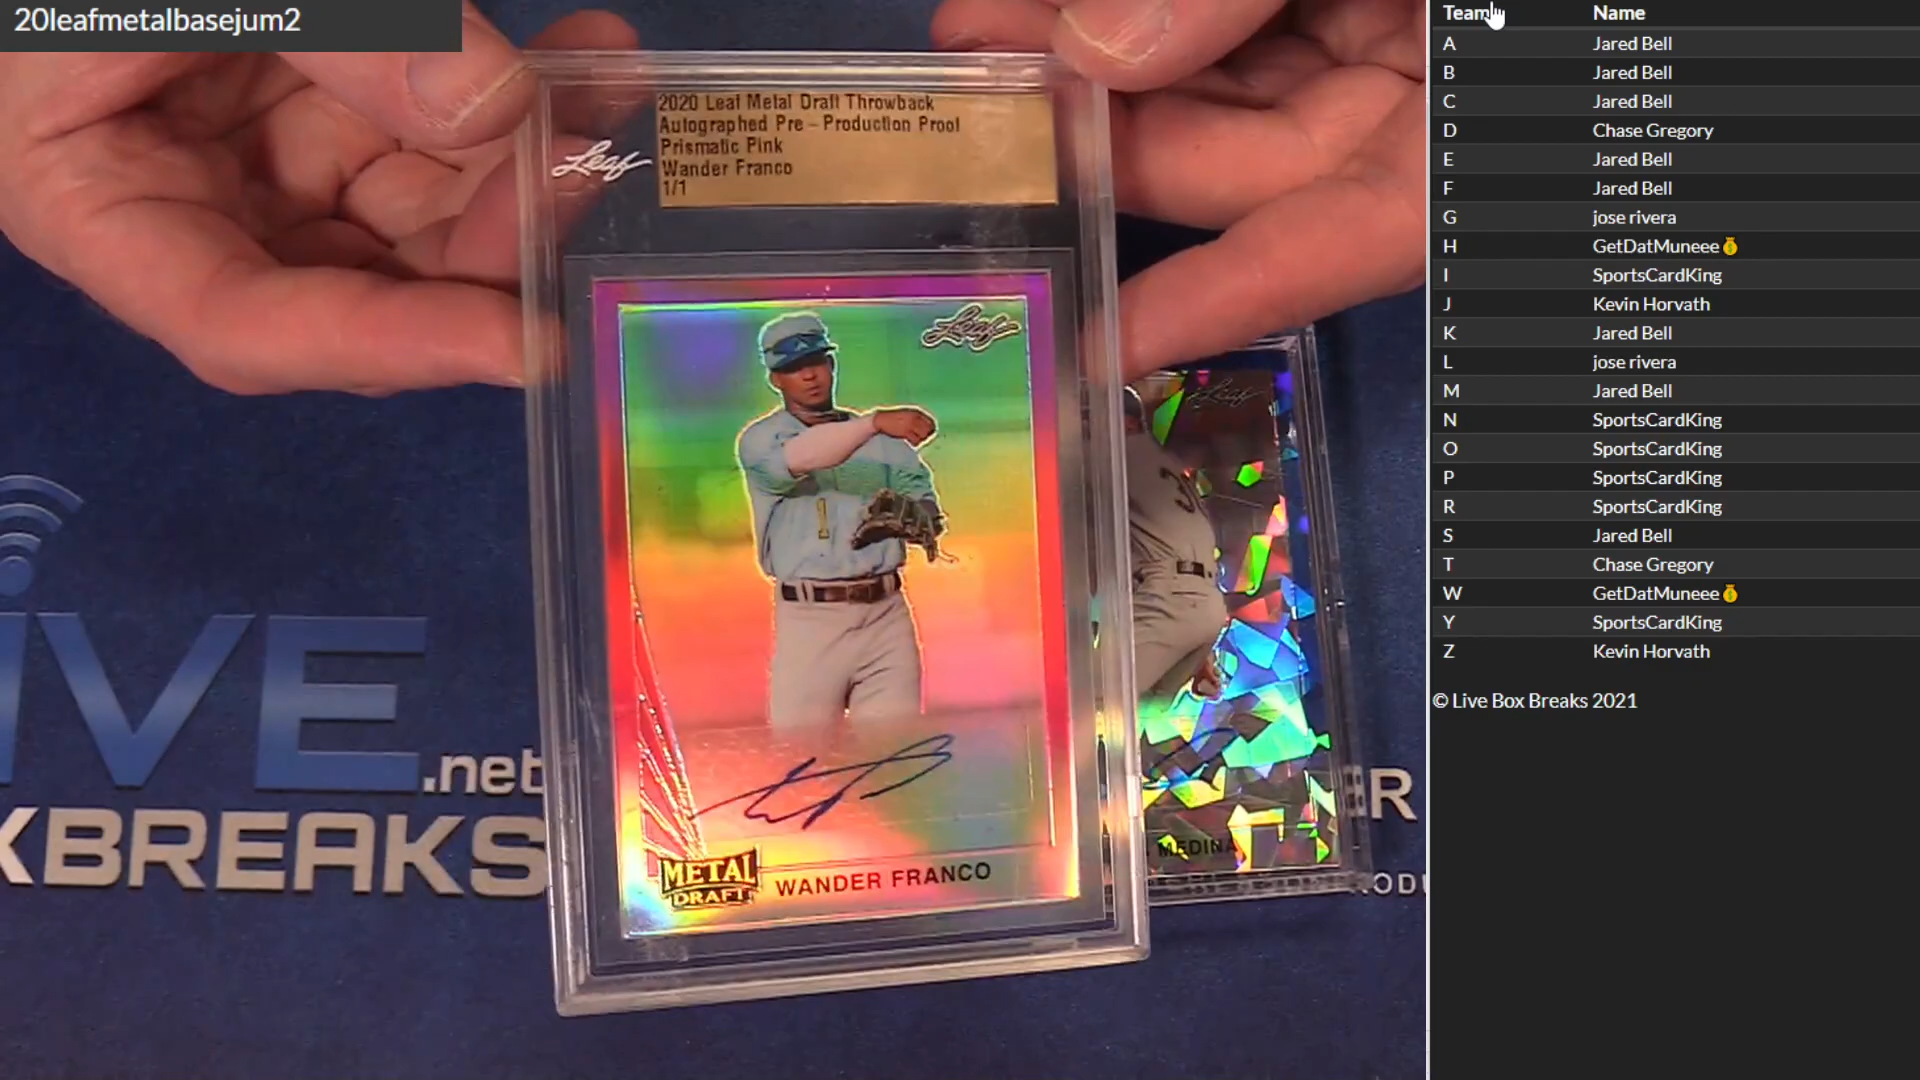 20leafmetalbasejum2
2020 Leaf Metal Draft Throwback
Autographed Pre - Production Proof
Prismatic Pink
Wander Franco
1/1
Leaf
Leaf
1
METAL
DRAFT
WANDER FRANCO
MEDINA
IVE
.net
XBREAKS
Team Name
A Jared Bell
B Jared Bell
C Jared Bell
D Chase Gregory
E Jared Bell
F Jared Bell
G jose rivera
H GetDatMuneee💰
I SportsCardKing
J Kevin Horvath
K Jared Bell
L jose rivera
M Jared Bell
N SportsCardKing
O SportsCardKing
P SportsCardKing
R SportsCardKing
S Jared Bell
T Chase Gregory
W GetDatMuneee💰
Y SportsCardKing
Z Kevin Horvath
© Live Box Breaks 2021